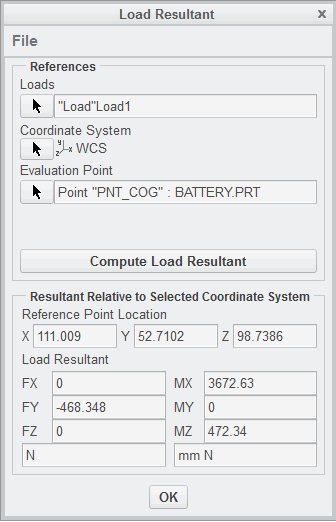 Load Resultant x
File
References
Loads
"Load"Load1
Coordinate System
y z x WCS
Evaluation Point
Point "PNT_COG" : BATTERY.PRT
Compute Load Resultant
Resultant Relative to Selected Coordinate System
Reference Point Location
X 111.009 Y 52.7102 Z 98.7386
Load Resultant
FX 0 MX 3672.63
FY -468.348 MY 0
FZ 0 MZ 472.34
N mm N
OK